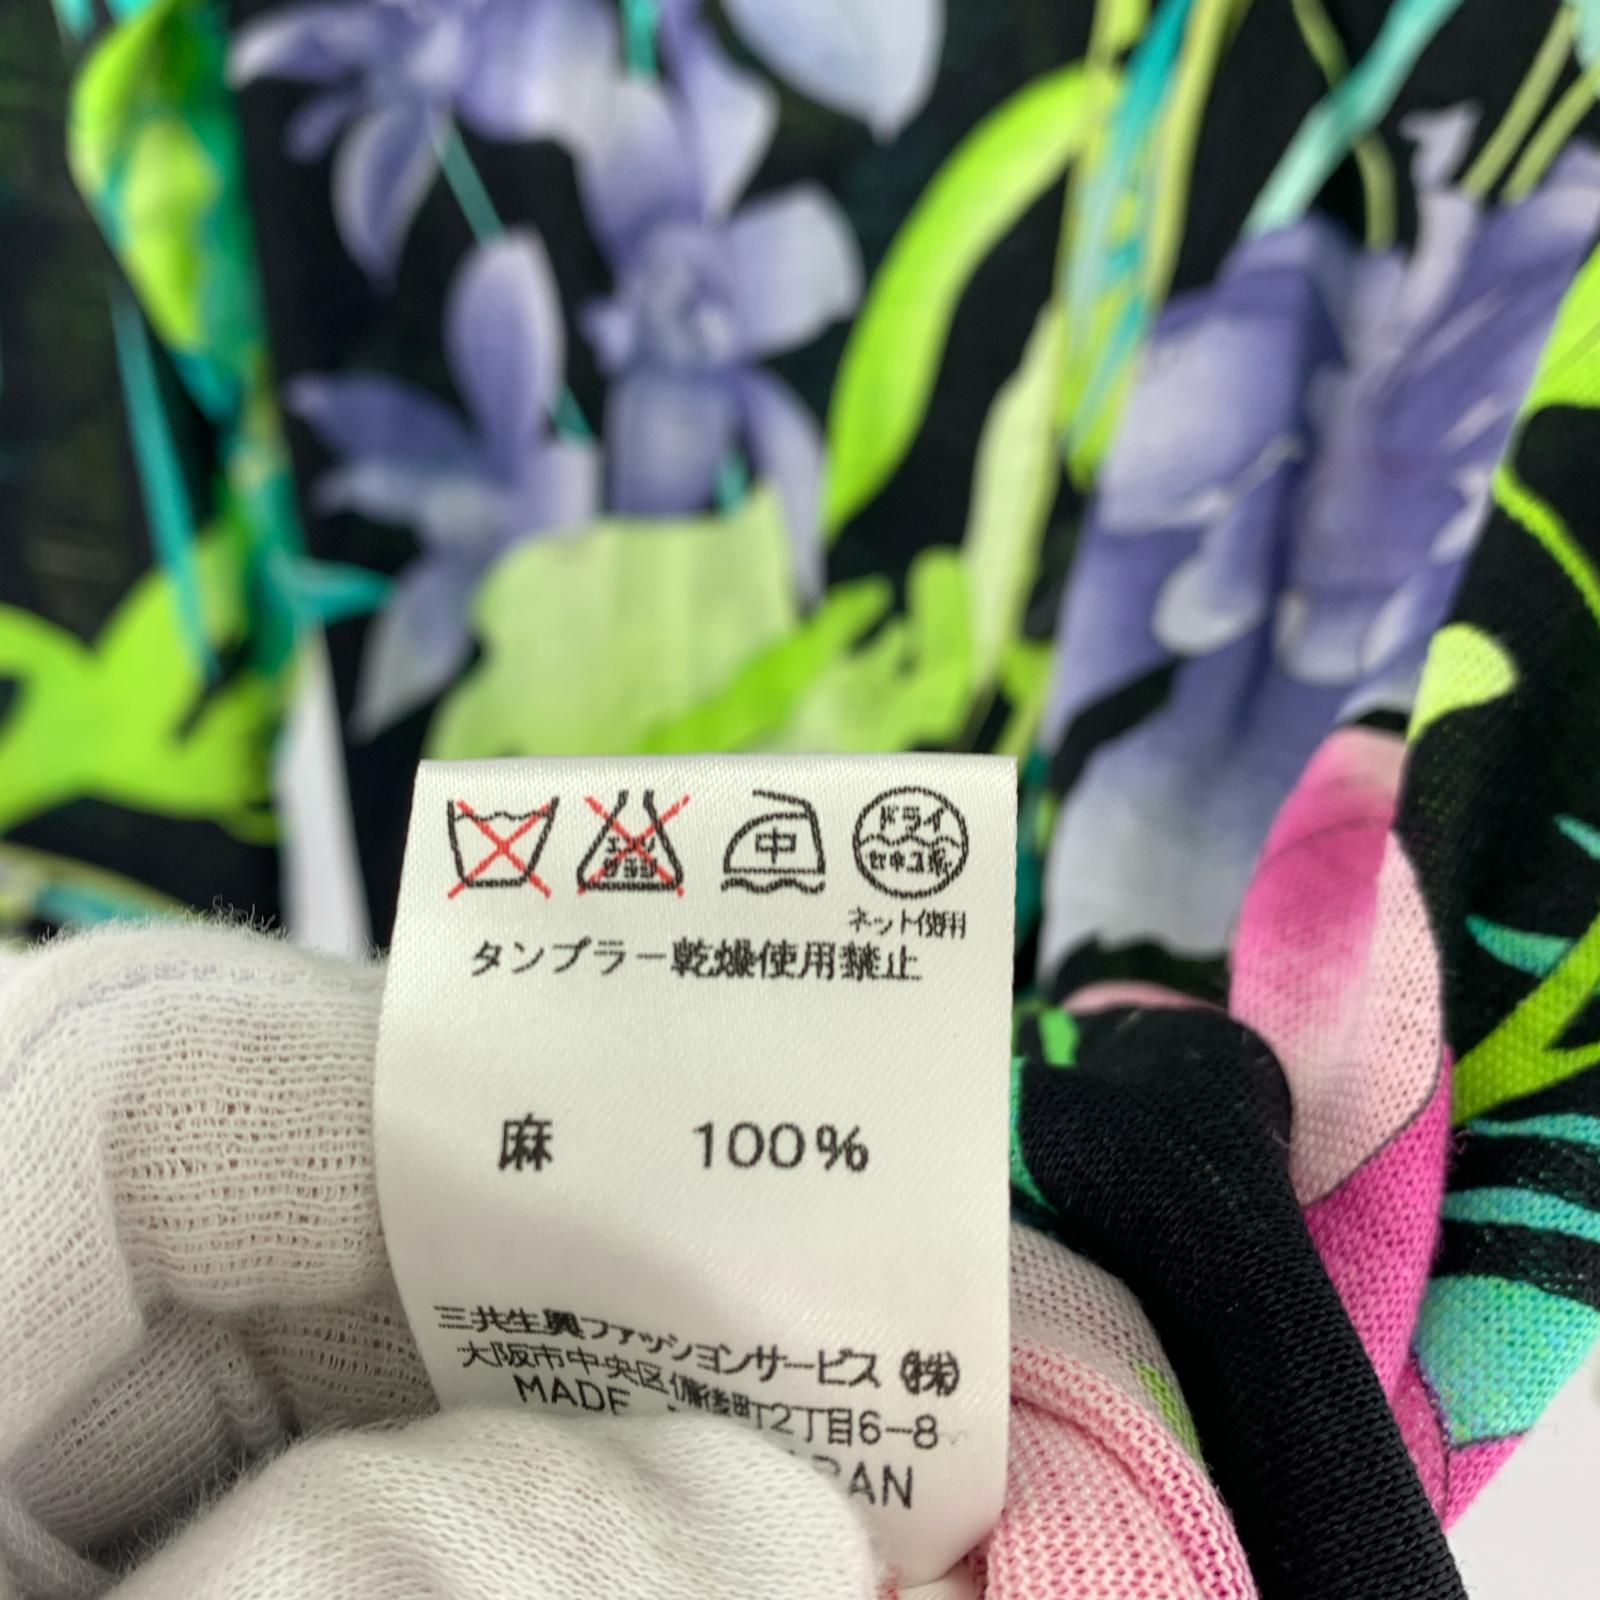 エンソ
サラシ
中
ドライ
セキユ系
ネット使用
タンブラー乾燥使用禁止
麻 100%
三共生興ファッションサービス(株)
大阪市中央区備後町2丁目6-8
MADE